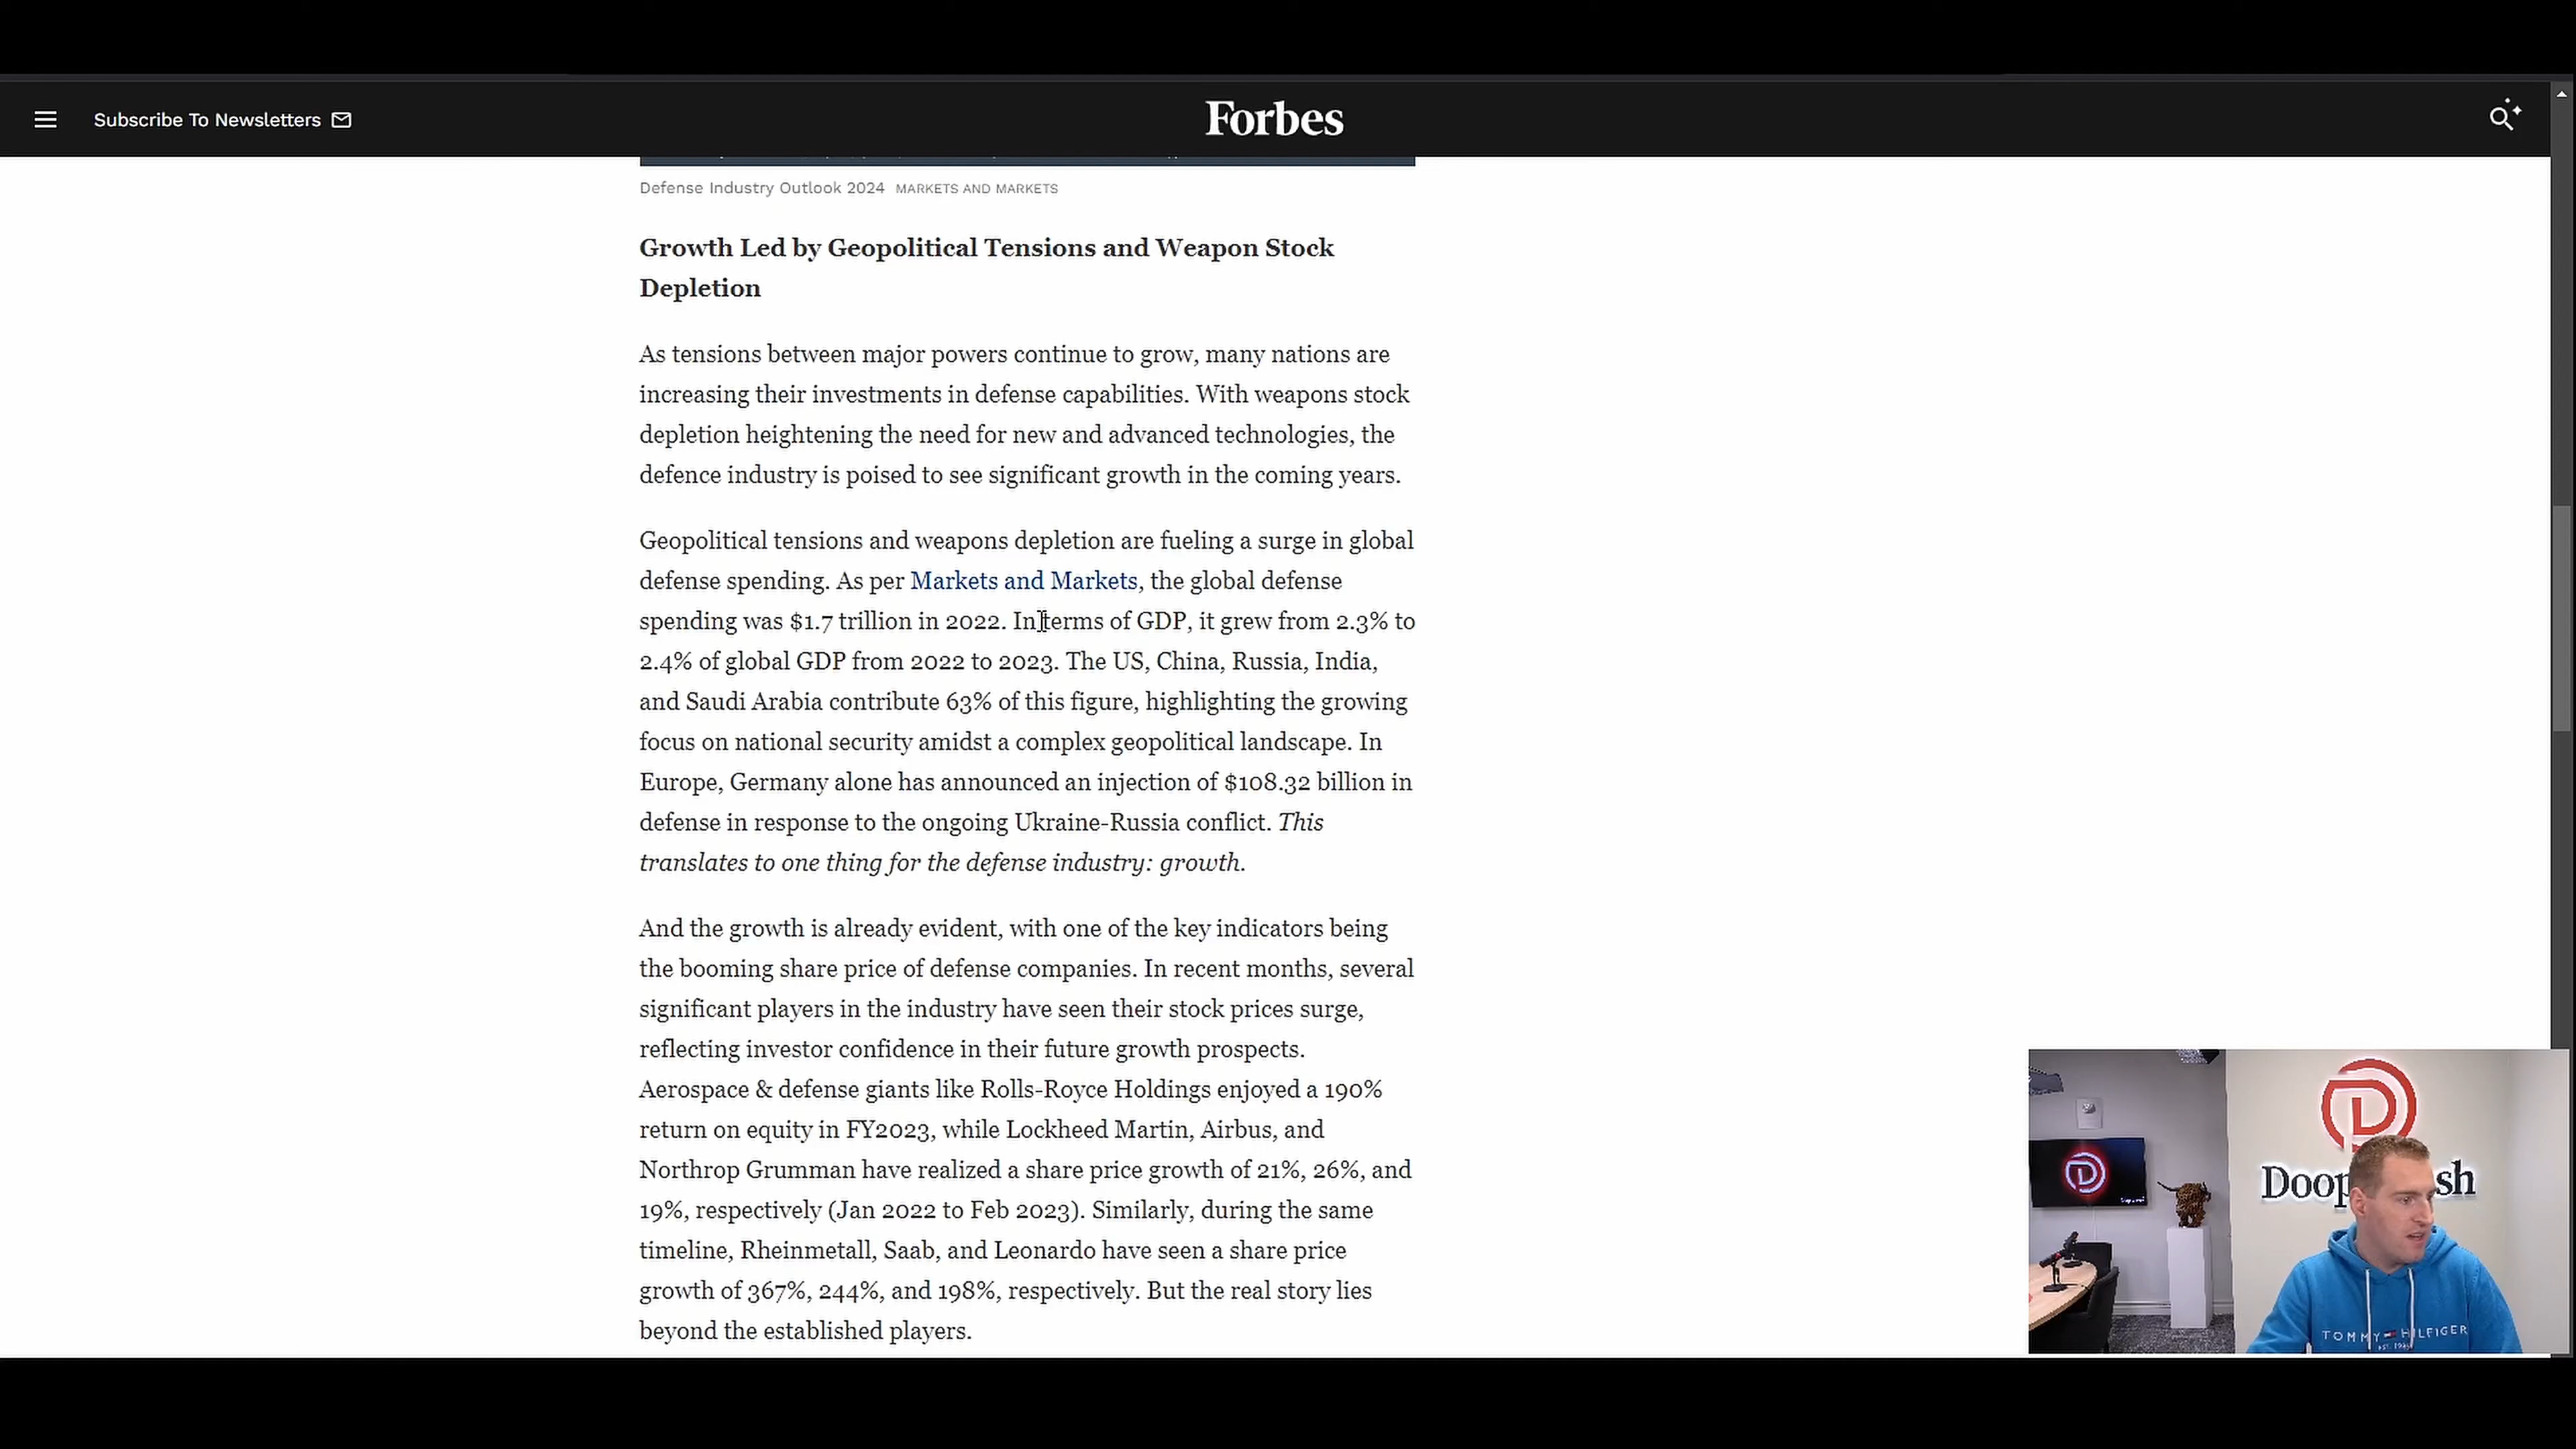 Subscribe To Newsletters
Forbes
Defense Industry Outlook 2024 MARKETS AND MARKETS
Growth Led by Geopolitical Tensions and Weapon Stock
Depletion
As tensions between major powers continue to grow, many nations are
increasing their investments in defense capabilities. With weapons stock
depletion heightening the need for new and advanced technologies, the
defence industry is poised to see significant growth in the coming years.
Geopolitical tensions and weapons depletion are fueling a surge in global
defense spending. As per Markets and Markets, the global defense
spending was $1.7 trillion in 2022. In terms of GDP, it grew from 2.3% to
2.4% of global GDP from 2022 to 2023. The US, China, Russia, India,
and Saudi Arabia contribute 63% of this figure, highlighting the growing
focus on national security amidst a complex geopolitical landscape. In
Europe, Germany alone has announced an injection of $108.32 billion in
defense in response to the ongoing Ukraine-Russia conflict. This
translates to one thing for the defense industry: growth.
And the growth is already evident, with one of the key indicators being
the booming share price of defense companies. In recent months, several
significant players in the industry have seen their stock prices surge,
reflecting investor confidence in their future growth prospects.
Aerospace & defense giants like Rolls-Royce Holdings enjoyed a 190%
return on equity in FY2023, while Lockheed Martin, Airbus, and
Northrop Grumman have realized a share price growth of 21%, 26%, and
19%, respectively (Jan 2022 to Feb 2023). Similarly, during the same
timeline, Rheinmetall, Saab, and Leonardo have seen a share price
growth of 367%, 244%, and 198%, respectively. But the real story lies
beyond the established players.
TOMMY HILFIGER